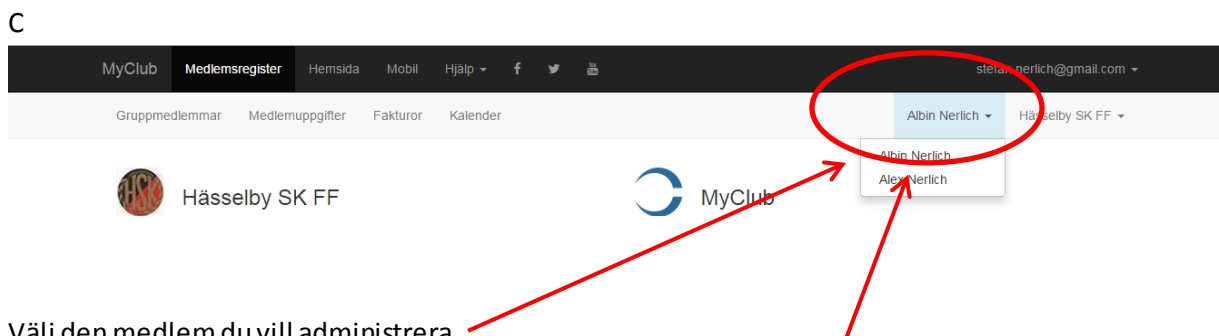 C
MyClub Medlemsregister Hemsida Mobil Hjälp stefan.nerlich@gmail.com
Gruppmedlemmar Medlemuppgifter Fakturor Kalender Albin Nerlich Hässelby SK FF
Albin Nerlich
Alex Nerlich
HSK Hässelby SK FF MyClub
Välj den medlem du vill administrera